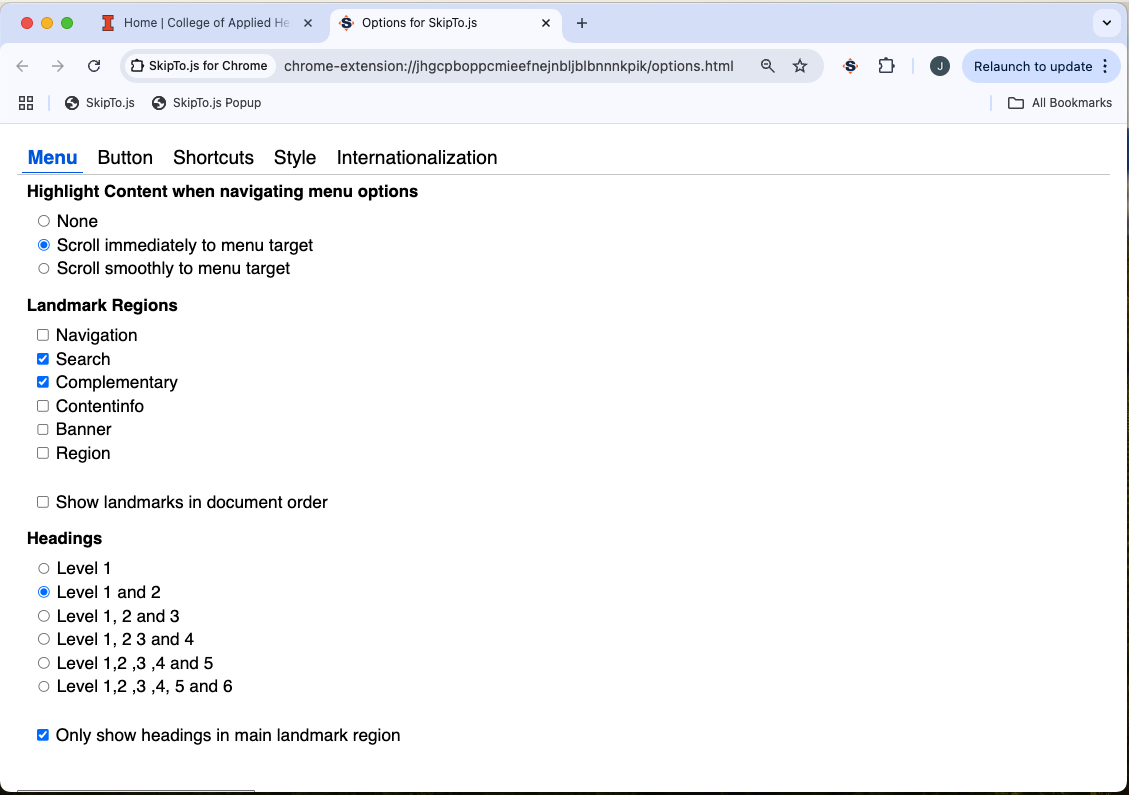 Home | College of Applied He
Options for SkipTo.js
SkipTo.js for Chrome
chrome-extension://jhgcpboppcmieefnejnbljblbnnnkpik/options.html
J
Relaunch to update
SkipTo.js
SkipTo.js Popup
All Bookmarks
Menu Button Shortcuts Style Internationalization
Highlight Content when navigating menu options
None
Scroll immediately to menu target
Scroll smoothly to menu target
Landmark Regions
Navigation
Search
Complementary
Contentinfo
Banner
Region
Show landmarks in document order
Headings
Level 1
Level 1 and 2
Level 1, 2 and 3
Level 1, 2 3 and 4
Level 1,2 ,3 ,4 and 5
Level 1,2 ,3 ,4, 5 and 6
Only show headings in main landmark region